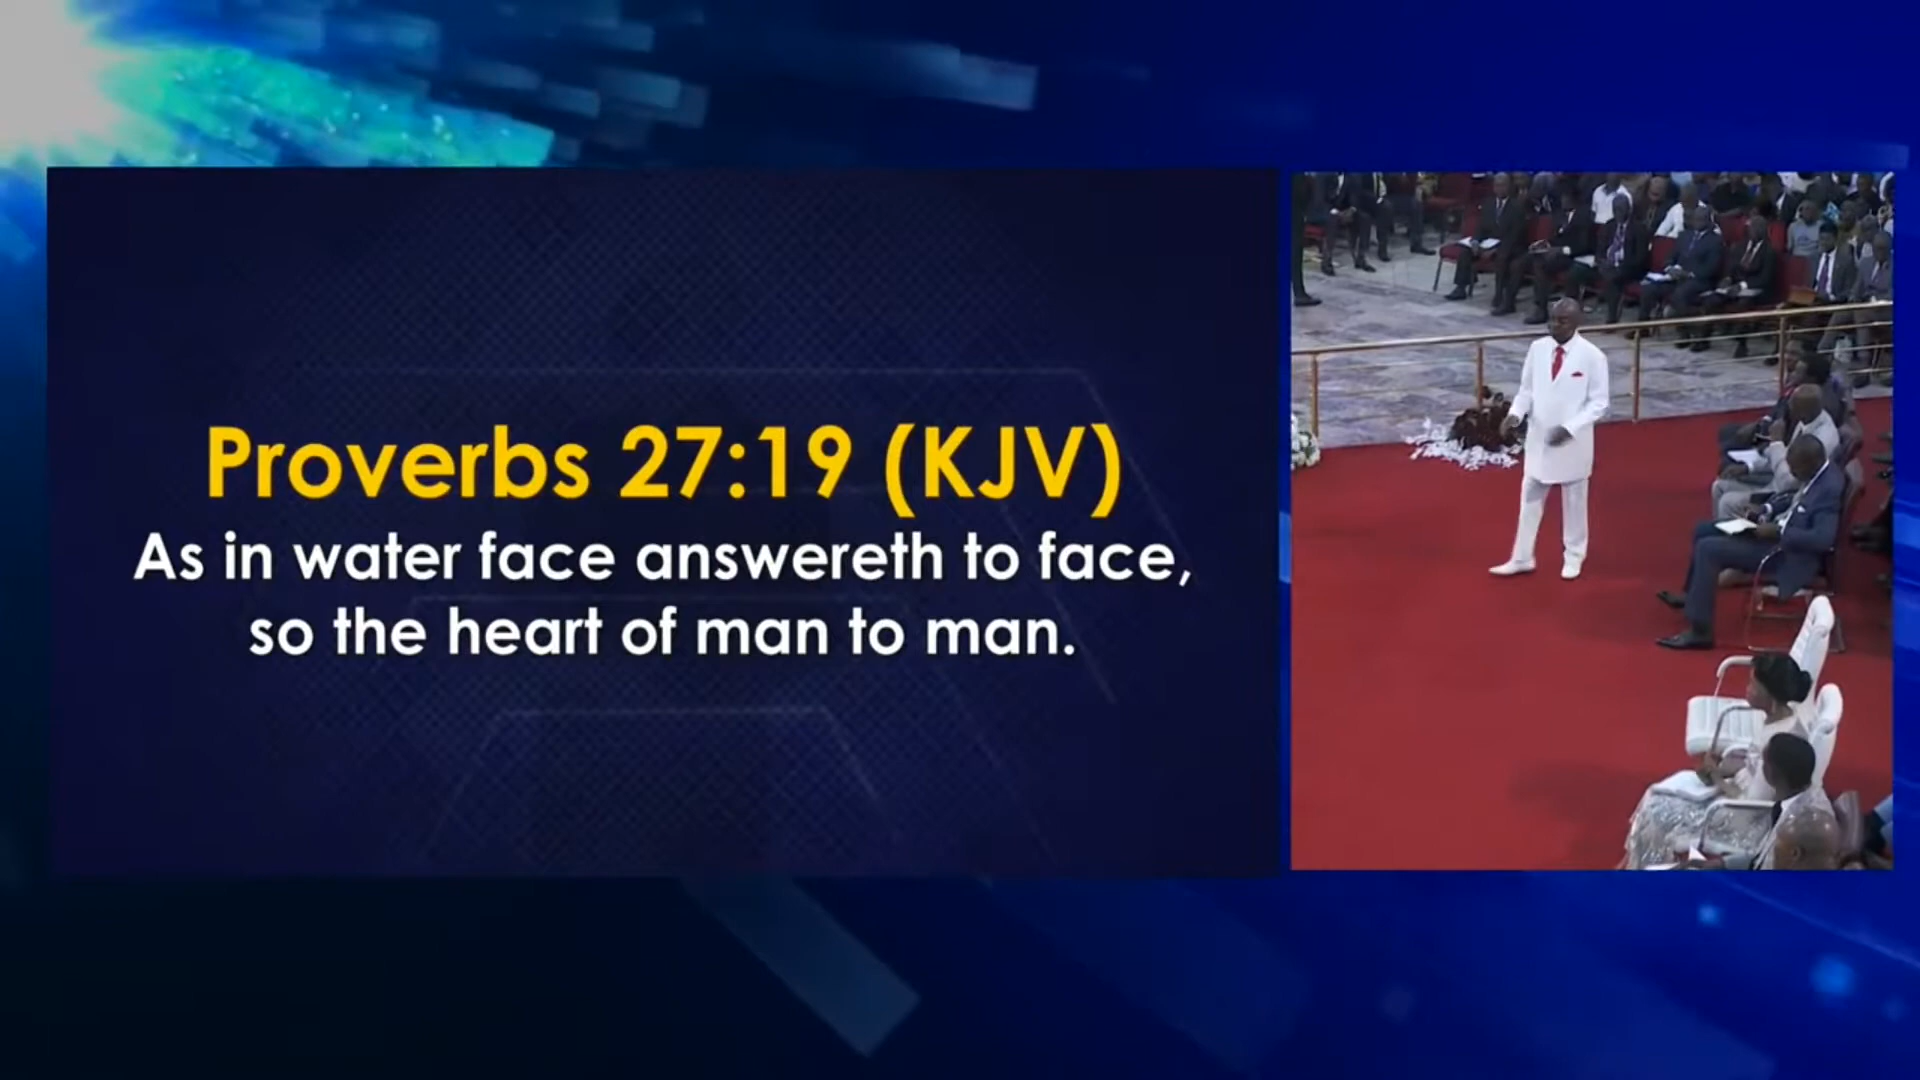 Proverbs 27:19 (KJV)
As in water face answereth to face,
so the heart of man to man.